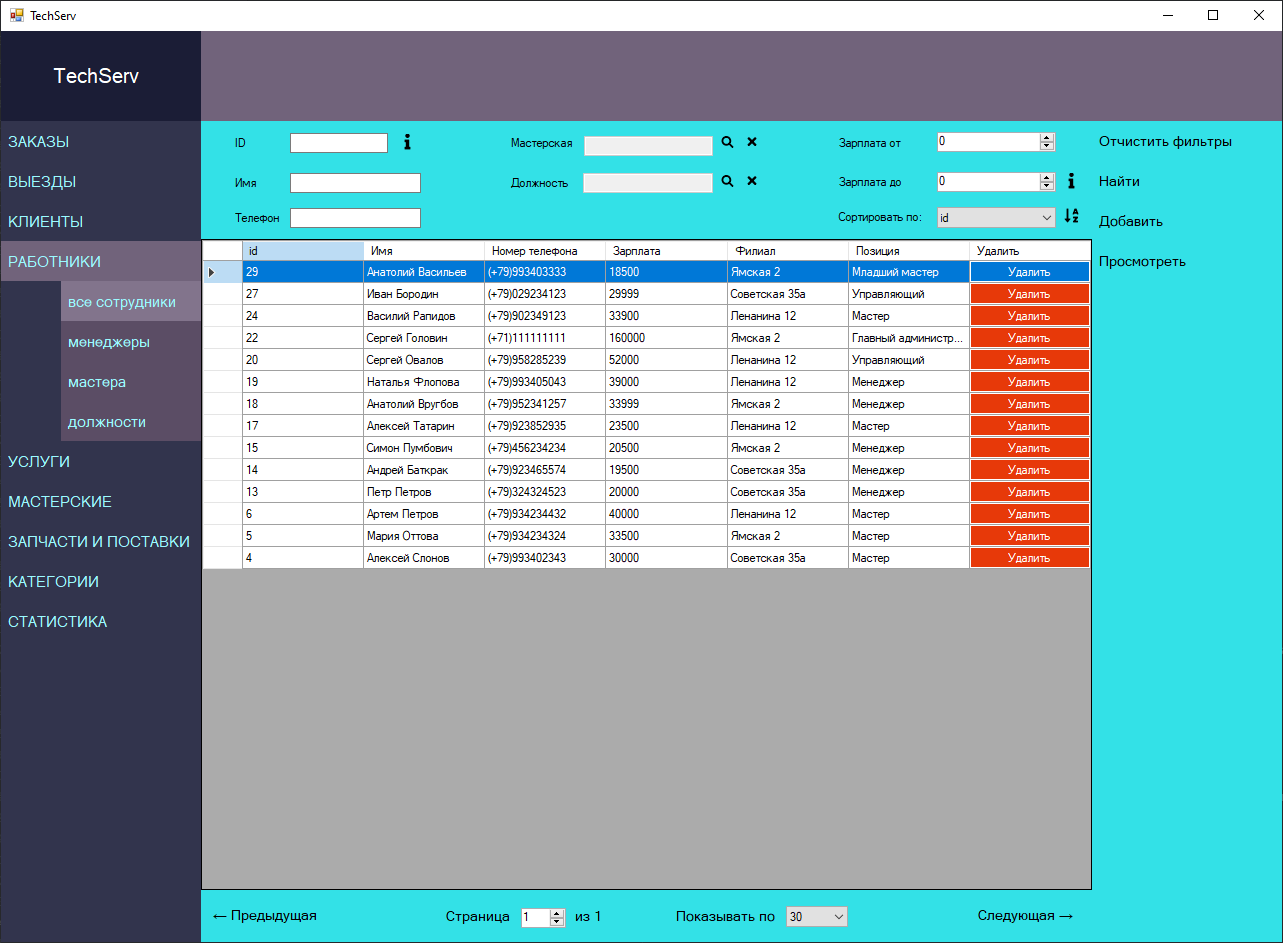 TechServ
TechServ
ЗАКАЗЫ
ВЫЕЗДЫ
КЛИЕНТЫ
РАБОТНИКИ
все сотрудники
менеджеры
мастера
должности
УСЛУГИ
МАСТЕРСКИЕ
ЗАПЧАСТИ И ПОСТАВКИ
КАТЕГОРИИ
СТАТИСТИКА
ID Мастерская Зарплата от 0 Отчистить фильтры
Имя Должность Зарплата до 0 Найти
Телефон Сортировать по: id Добавить
Просмотреть
id Имя Номер телефона Зарплата Филиал Позиция Удалить
29 Анатолий Васильев (+79)993403333 18500 Ямская 2 Младший мастер Удалить
27 Иван Бородин (+79)029234123 29999 Советская 35а Управляющий Удалить
24 Василий Рапидов (+79)902349123 33900 Ленанина 12 Мастер Удалить
22 Сергей Головин (+71)111111111 160000 Ямская 2 Главный администр... Удалить
20 Сергей Овалов (+79)958285239 52000 Ленанина 12 Управляющий Удалить
19 Наталья Флопова (+79)993405043 39000 Ленанина 12 Менеджер Удалить
18 Анатолий Вругбов (+79)952341257 33999 Ямская 2 Менеджер Удалить
17 Алексей Татарин (+79)923852935 23500 Ленанина 12 Мастер Удалить
15 Симон Пумбович (+79)456234234 20500 Ямская 2 Менеджер Удалить
14 Андрей Баткрак (+79)923465574 19500 Советская 35а Менеджер Удалить
13 Петр Петров (+79)324324523 20000 Советская 35а Менеджер Удалить
6 Артем Петров (+79)934234432 40000 Ленанина 12 Мастер Удалить
5 Мария Оттова (+79)934234324 33500 Ямская 2 Мастер Удалить
4 Алексей Слонов (+79)993402343 30000 Советская 35а Мастер Удалить
← Предыдущая Страница 1 из 1 Показывать по 30 Следующая →